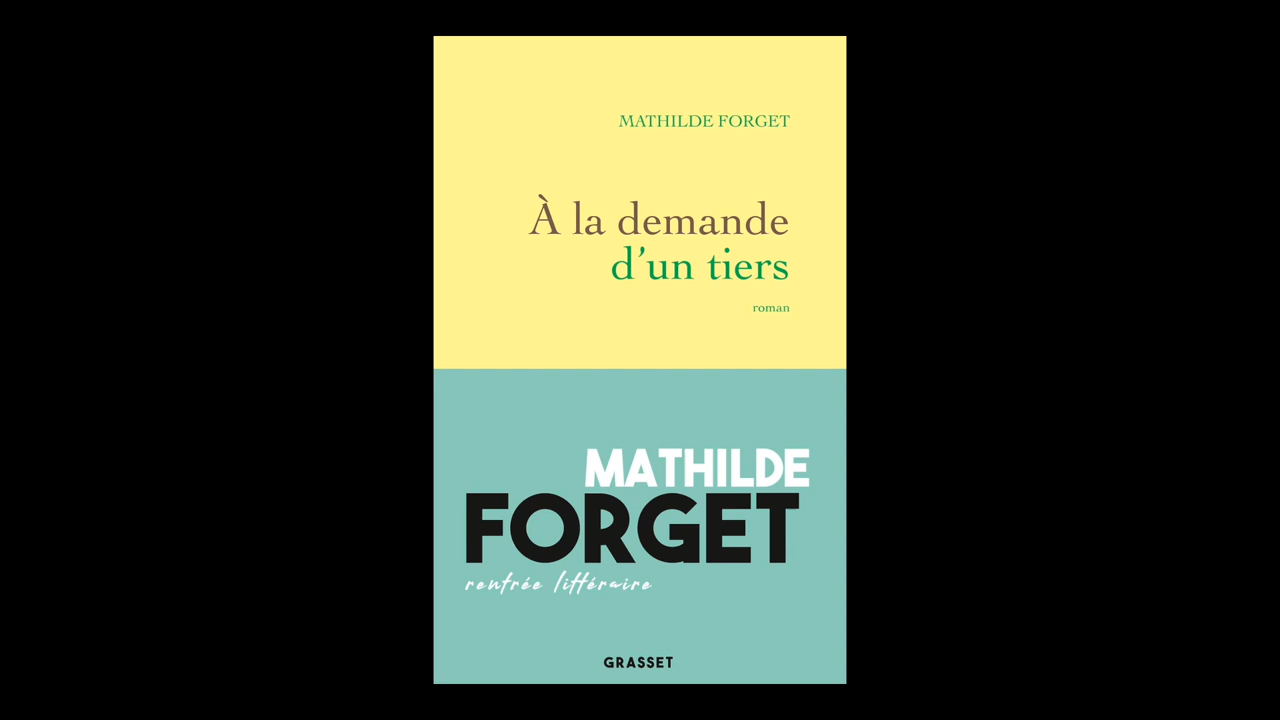 MATHILDE FORGET
À la demande
d'un tiers
roman
MATHILDE
FORGET
rentrée littéraire
GRASSET